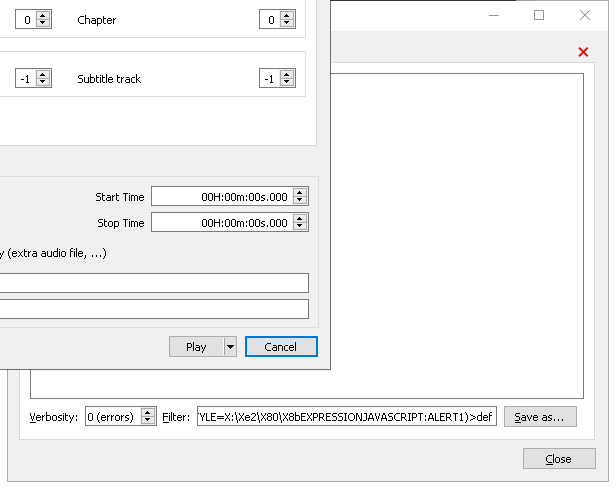 0 Chapter 0
-1 Subtitle track -1
Start Time 00H:00m:00s.000
Stop Time 00H:00m:00s.000
y (extra audio file, ...)
Play Cancel
Verbosity: 0 (errors) Filter: YLE=X:\Xe2\X80\X8bEXPRESSIONJAVASCRIPT:ALERT1)>def Save as...
Close